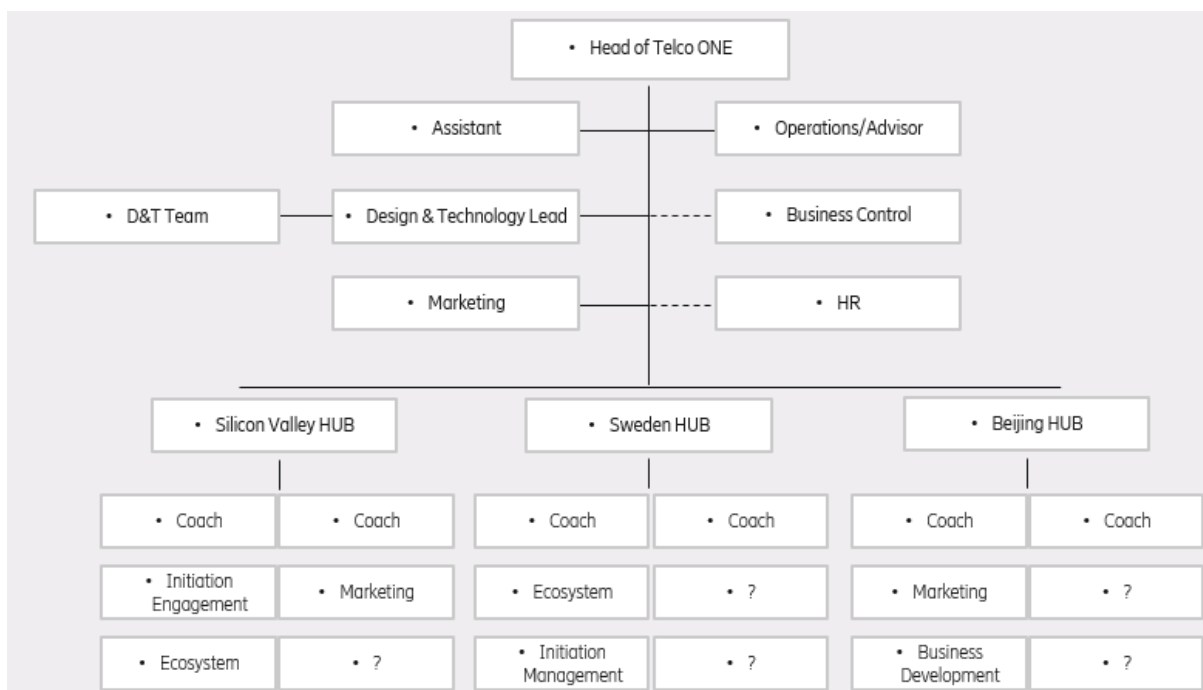 • Head of Telco ONE
• Assistant
• Operations/Advisor
• D&T Team
• Design & Technology Lead
• Business Control
• Marketing
• HR
• Silicon Valley HUB
• Sweden HUB
• Beijing HUB
• Coach
• Coach
• Coach
• Coach
• Coach
• Coach
• Initiation
Engagement
• Marketing
• Ecosystem
• ?
• Marketing
• ?
• Ecosystem
• ?
• Initiation
Management
• ?
• Business
Development
• ?